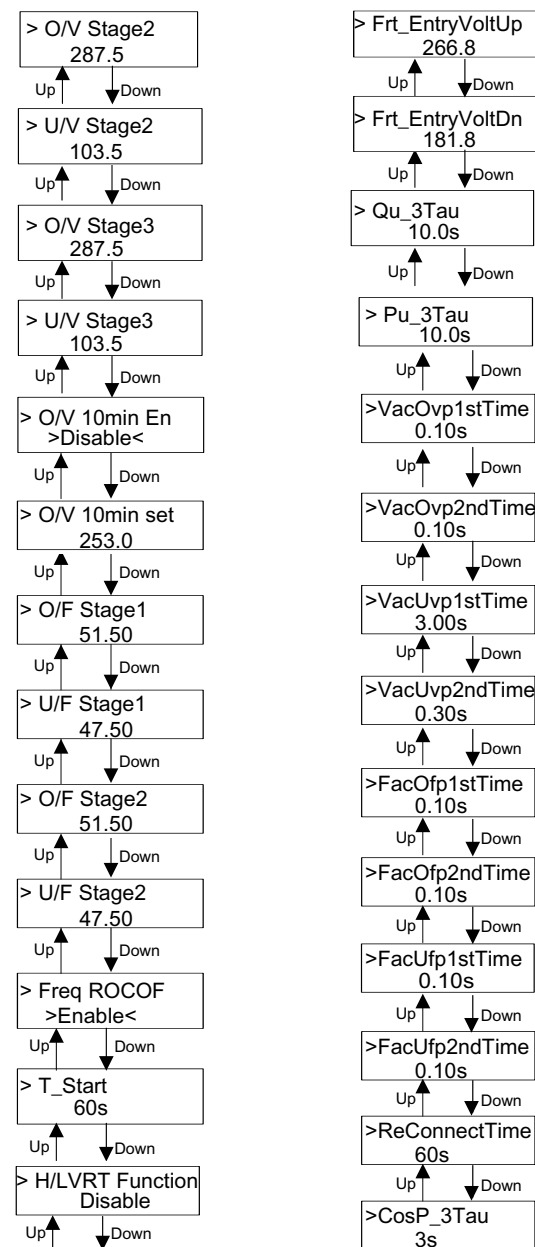 > O/V Stage2
287.5
Up
Down
> U/V Stage2
103.5
Up
Down
> O/V Stage3
287.5
Up
Down
> U/V Stage3
103.5
Up
Down
> O/V 10min En
>Disable<
Up
Down
> O/V 10min set
253.0
Up
Down
> O/F Stage1
51.50
Up
Down
> U/F Stage1
47.50
Up
Down
> O/F Stage2
51.50
Up
Down
> U/F Stage2
47.50
Up
Down
> Freq ROCOF
>Enable<
Up
Down
> T_Start
60s
Up
Down
> H/LVRT Function
Disable
Up
Down
> Frt_EntryVoltUp
266.8
Up
Down
> Frt_EntryVoltDn
181.8
Up
Down
> Qu_3Tau
10.0s
Up
Down
> Pu_3Tau
10.0s
Up
Down
>VacOvp1stTime
0.10s
Up
Down
>VacOvp2ndTime
0.10s
Up
Down
>VacUvp1stTime
3.00s
Up
Down
>VacUvp2ndTime
0.30s
Up
Down
>FacOfp1stTime
0.10s
Up
Down
>FacOfp2ndTime
0.10s
Up
Down
>FacUfp1stTime
0.10s
Up
Down
>FacUfp2ndTime
0.10s
Up
Down
>ReConnectTime
60s
Up
Down
>CosP_3Tau
3s